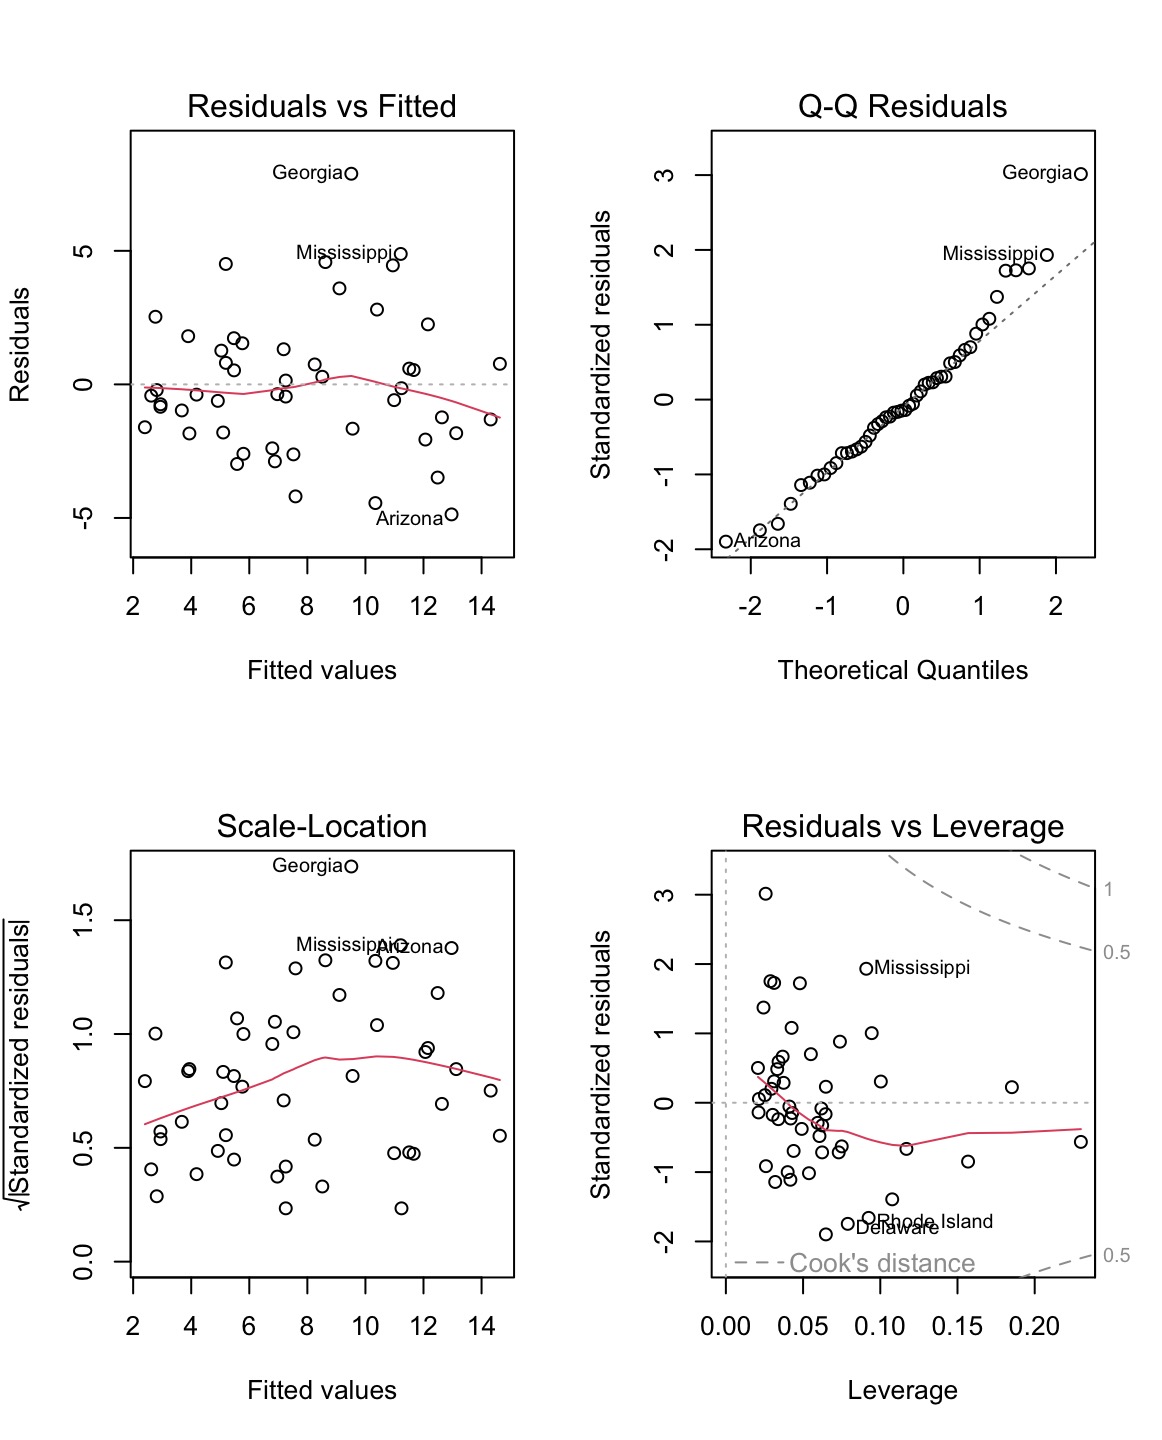 Residuals vs Fitted
Georgia
Mississippi
Arizona
Residuals
5
0
-5
2 4 6 8 10 12 14
Fitted values
Q-Q Residuals
Georgia
Mississippi
Arizona
Standardized residuals
3
2
1
0
-1
-2
-2 -1 0 1 2
Theoretical Quantiles
Scale-Location
Georgia
Mississippi
Arizona
√|Standardized residuals|
1.5
1.0
0.5
0.0
2 4 6 8 10 12 14
Fitted values
Residuals vs Leverage
1
0.5
Mississippi
Rhode Island
Delaware
0.5
Cook's distance
Standardized residuals
3
2
1
0
-1
-2
0.00 0.05 0.10 0.15 0.20
Leverage